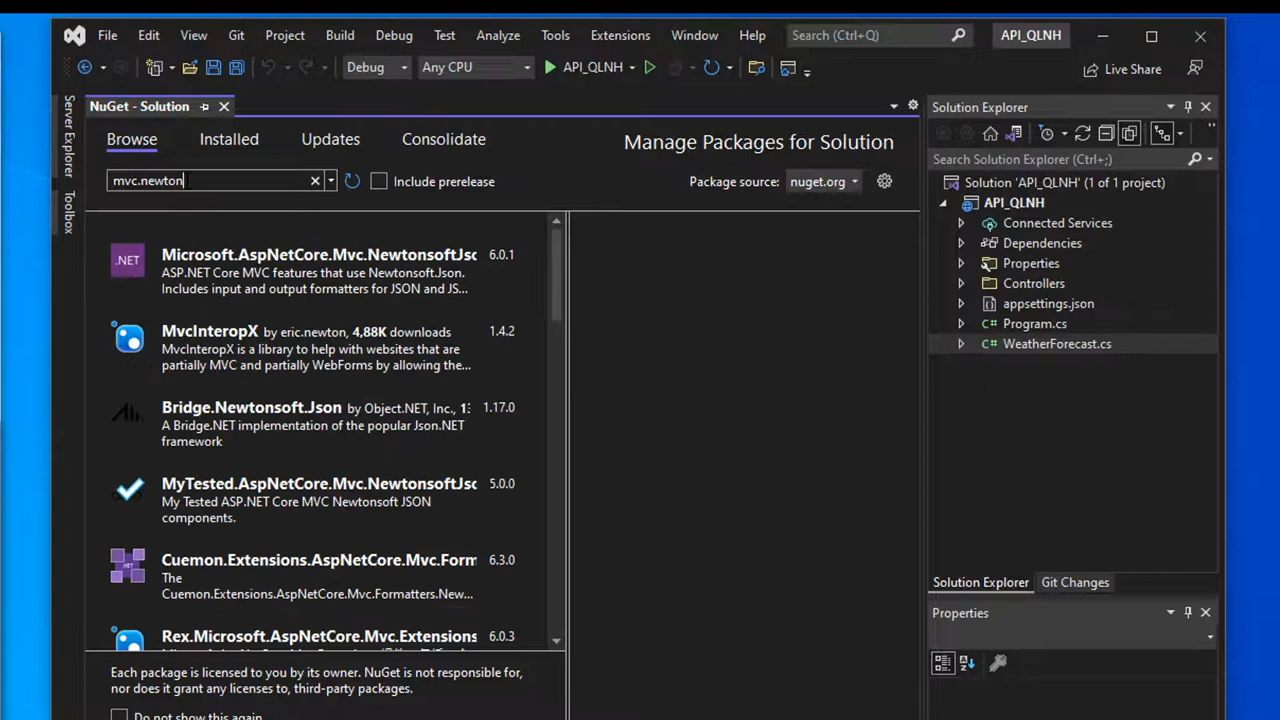 File Edit View Git Project Build Debug Test Analyze Tools Extensions Window Help Search (Ctrl+Q) API_QLNH
Debug Any CPU API_QLNH Live Share
Server Explorer
Toolbox
NuGet - Solution
Browse Installed Updates Consolidate Manage Packages for Solution
mvc.newton Include prerelease Package source: nuget.org
.NET
Microsoft.AspNetCore.Mvc.NewtonsoftJsc 6.0.1
ASP.NET Core MVC features that use Newtonsoft.Json.
Includes input and output formatters for JSON and JS...
MvcInteropX by eric.newton, 4,88K downloads 1.4.2
MvcInteropX is a library to help with websites that are
partially MVC and partially WebForms by allowing the...
Bridge.Newtonsoft.Json by Object.NET, Inc., 1.17.0
A Bridge.NET implementation of the popular Json.NET
framework
MyTested.AspNetCore.Mvc.NewtonsoftJsc 5.0.0
My Tested ASP.NET Core MVC Newtonsoft JSON
components.
Cuemon.Extensions.AspNetCore.Mvc.Form 6.3.0
The
Cuemon.Extensions.AspNetCore.Mvc.Formatters.New...
Rex.Microsoft.AspNetCore.Mvc.Extensions 6.0.3
Each package is licensed to you by its owner. NuGet is not responsible for,
nor does it grant any licenses to, third-party packages.
Do not show this again
Solution Explorer
Search Solution Explorer (Ctrl+;)
Solution 'API_QLNH' (1 of 1 project)
API_QLNH
Connected Services
Dependencies
Properties
Controllers
appsettings.json
C# Program.cs
C# WeatherForecast.cs
Solution Explorer Git Changes
Properties